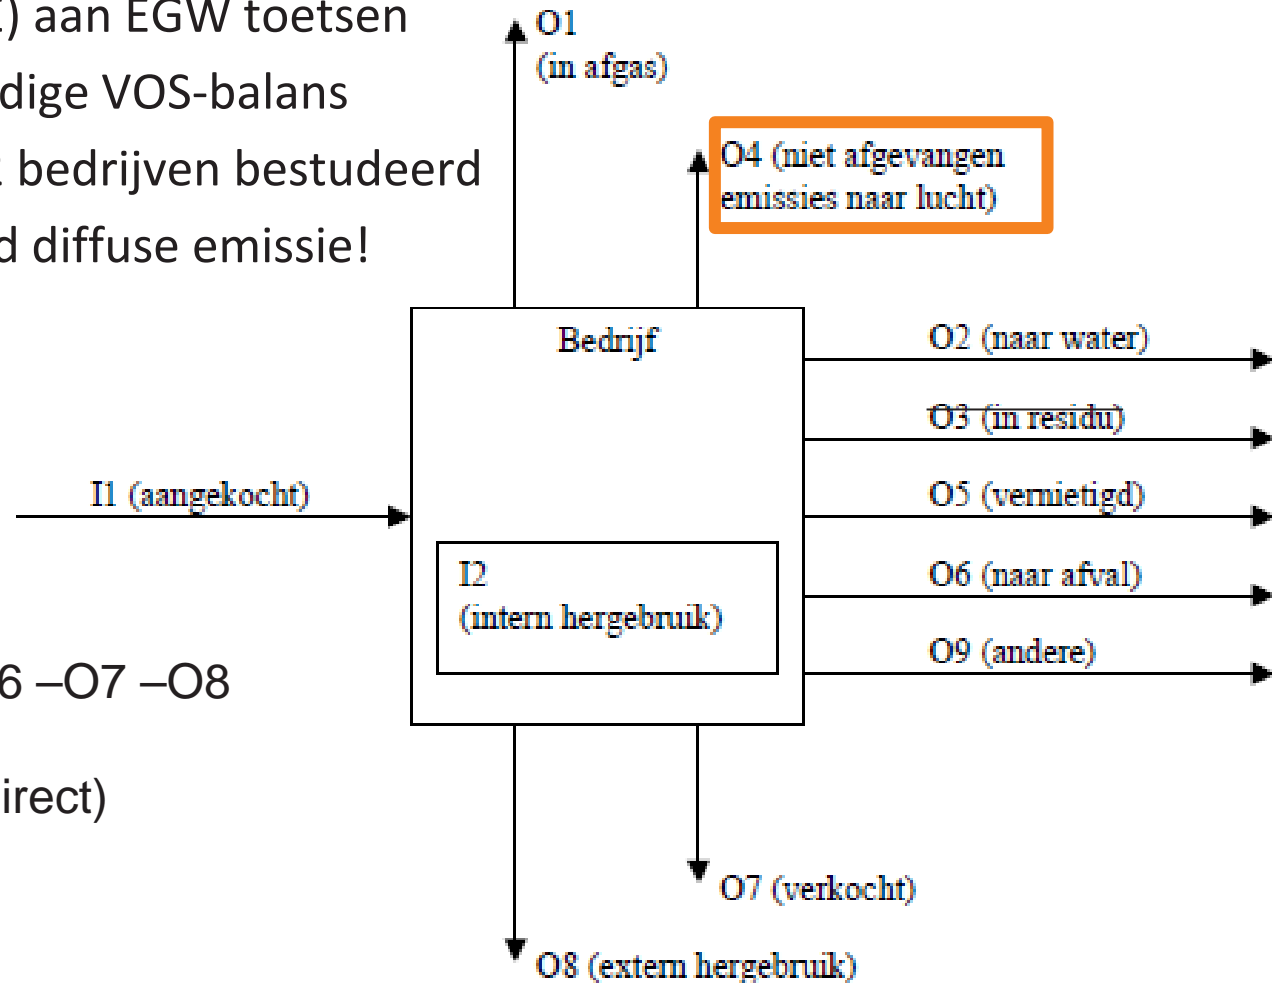 ) aan EGW toetsen
dige VOS-balans
bedrijven bestudeerd
d diffuse emissie!
O1
(in afgas)
O4 (niet afgevangen
emissies naar lucht)
Bedrijf
O2 (naar water)
O3 (in residu)
I1 (aangekocht)
O5 (vernietigd)
I2
(intern hergebruik)
O6 (naar afval)
O9 (andere)
6 –O7 –O8
irect)
O7 (verkocht)
O8 (extern hergebruik)